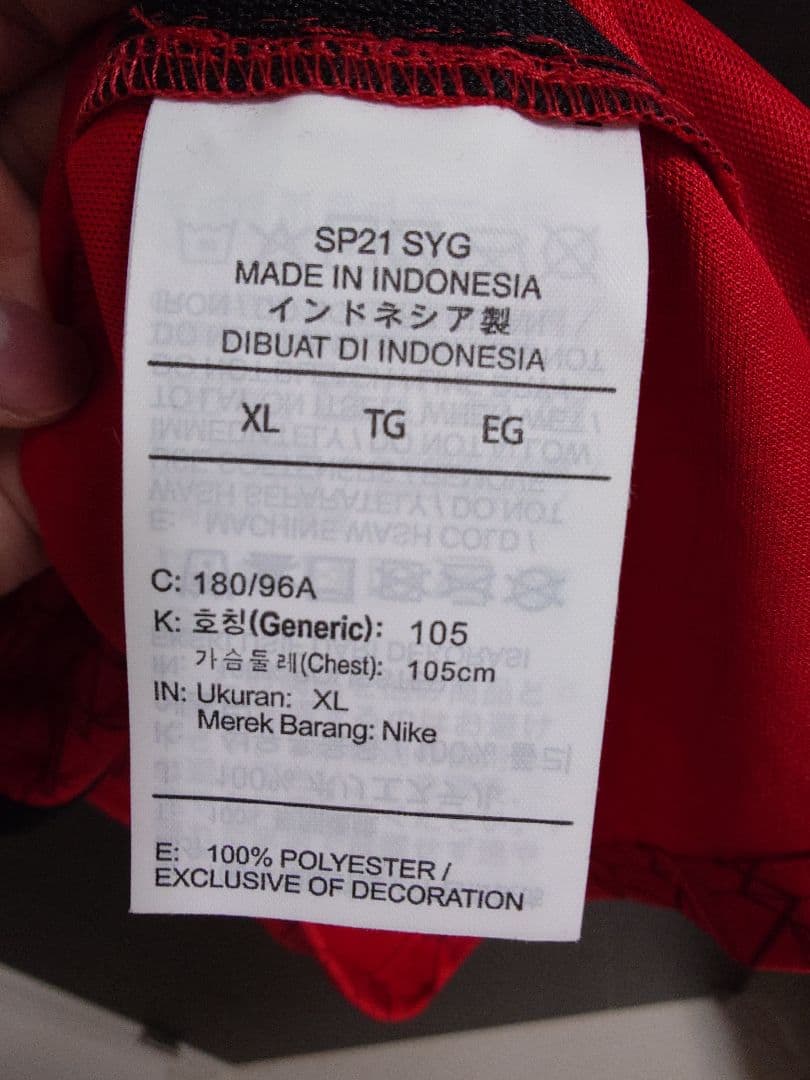 SP21 SYG
MADE IN INDONESIA
インドネシア製
DIBUAT DI INDONESIA
XL TG EG
C: 180/96A
K: 호칭(Generic): 105
가슴둘레(Chest): 105cm
IN: Ukuran: XL
Merek Barang: Nike
E: 100% POLYESTER /
EXCLUSIVE OF DECORATION